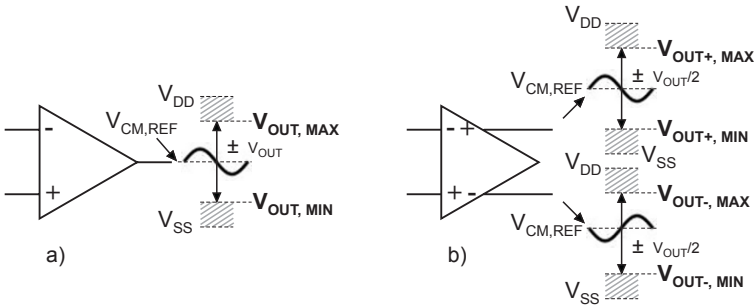 V_DD
V_CM,REF
V_OUT, MAX
± V_OUT
V_OUT, MIN
V_SS
-
+
a)
V_DD
V_OUT+, MAX
V_CM,REF
± V_OUT/2
V_OUT+, MIN
V_SS
- +
+ -
V_DD
V_OUT-, MAX
V_CM,REF
± V_OUT/2
V_OUT-, MIN
V_SS
b)